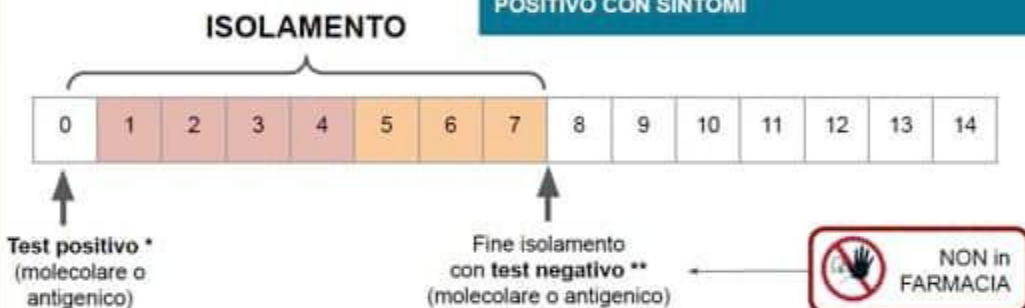 POSITIVO CON SINTOMI
ISOLAMENTO
0 1 2 3 4 5 6 7 8 9 10 11 12 13 14
Test positivo *
(molecolare o
antigenico)
Fine isolamento
con test negativo **
(molecolare o antigenico)
NON in
FARMACIA